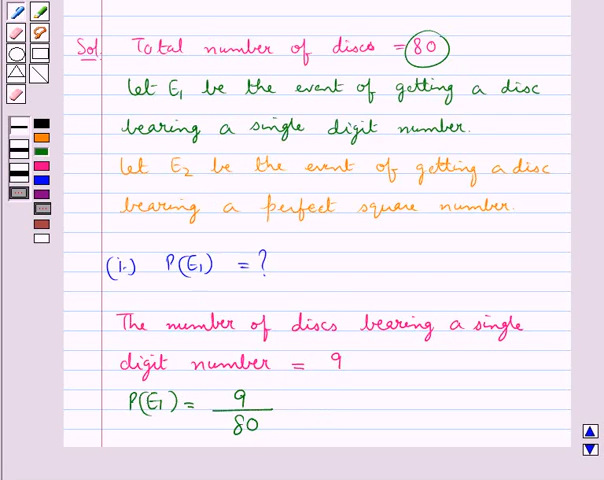 Sol. Total number of discs = 80
Let E1 be the event of getting a disc
bearing a single digit number.
Let E2 be the event of getting a disc
bearing a perfect square number.
(i.) P(E1) = ?
The number of discs bearing a single
digit number = 9
P(E1) = 9
80